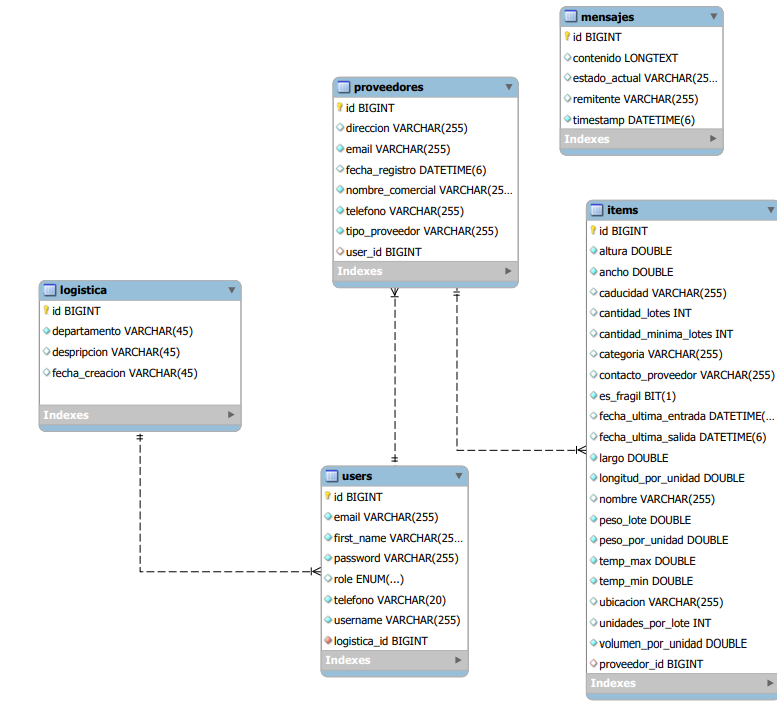 mensajes
id BIGINT
contenido LONGTEXT
estado_actual VARCHAR(25...
remitente VARCHAR(255)
timestamp DATETIME(6)
Indexes
proveedores
id BIGINT
direccion VARCHAR(255)
email VARCHAR(255)
fecha_registro DATETIME(6)
nombre_comercial VARCHAR(25...
telefono VARCHAR(255)
tipo_proveedor VARCHAR(255)
user_id BIGINT
Indexes
items
id BIGINT
altura DOUBLE
ancho DOUBLE
caducidad VARCHAR(255)
cantidad_lotes INT
cantidad_minima_lotes INT
categoria VARCHAR(255)
contacto_proveedor VARCHAR(255)
es_fragil BIT(1)
fecha_ultima_entrada DATETIME(...
fecha_ultima_salida DATETIME(6)
largo DOUBLE
longitud_por_unidad DOUBLE
nombre VARCHAR(255)
peso_lote DOUBLE
peso_por_unidad DOUBLE
temp_max DOUBLE
temp_min DOUBLE
ubicacion VARCHAR(255)
unidades_por_lote INT
volumen_por_unidad DOUBLE
proveedor_id BIGINT
Indexes
logistica
id BIGINT
departamento VARCHAR(45)
despripcion VARCHAR(45)
fecha_creacion VARCHAR(45)
Indexes
users
id BIGINT
email VARCHAR(255)
first_name VARCHAR(25...
password VARCHAR(255)
role ENUM(...)
telefono VARCHAR(20)
username VARCHAR(255)
logistica_id BIGINT
Indexes